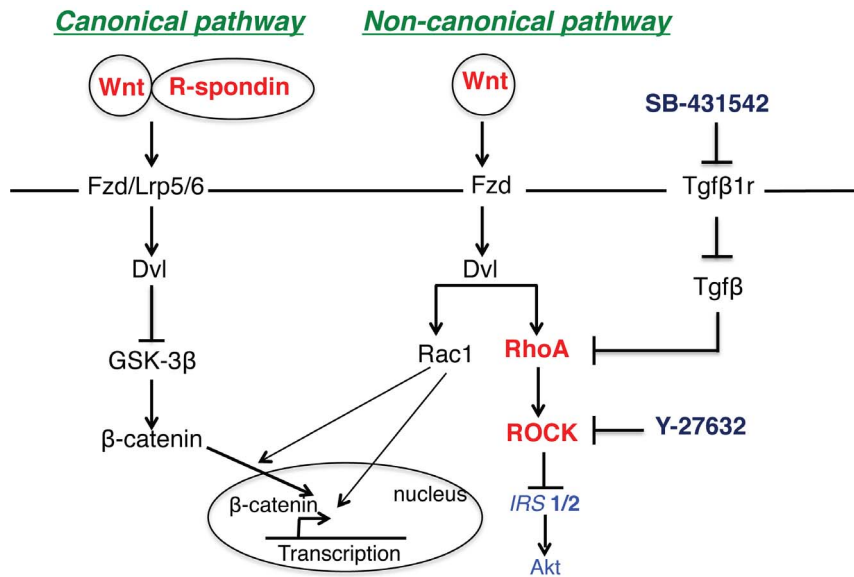 Canonical pathway
Non-canonical pathway
Wnt
R-spondin
Wnt
SB-431542
Fzd/Lrp5/6
Fzd
Tgfβ1r
Dvl
Dvl
Tgfβ
GSK-3β
Rac1
RhoA
β-catenin
ROCK
Y-27632
β-catenin
nucleus
IRS 1/2
Transcription
Akt